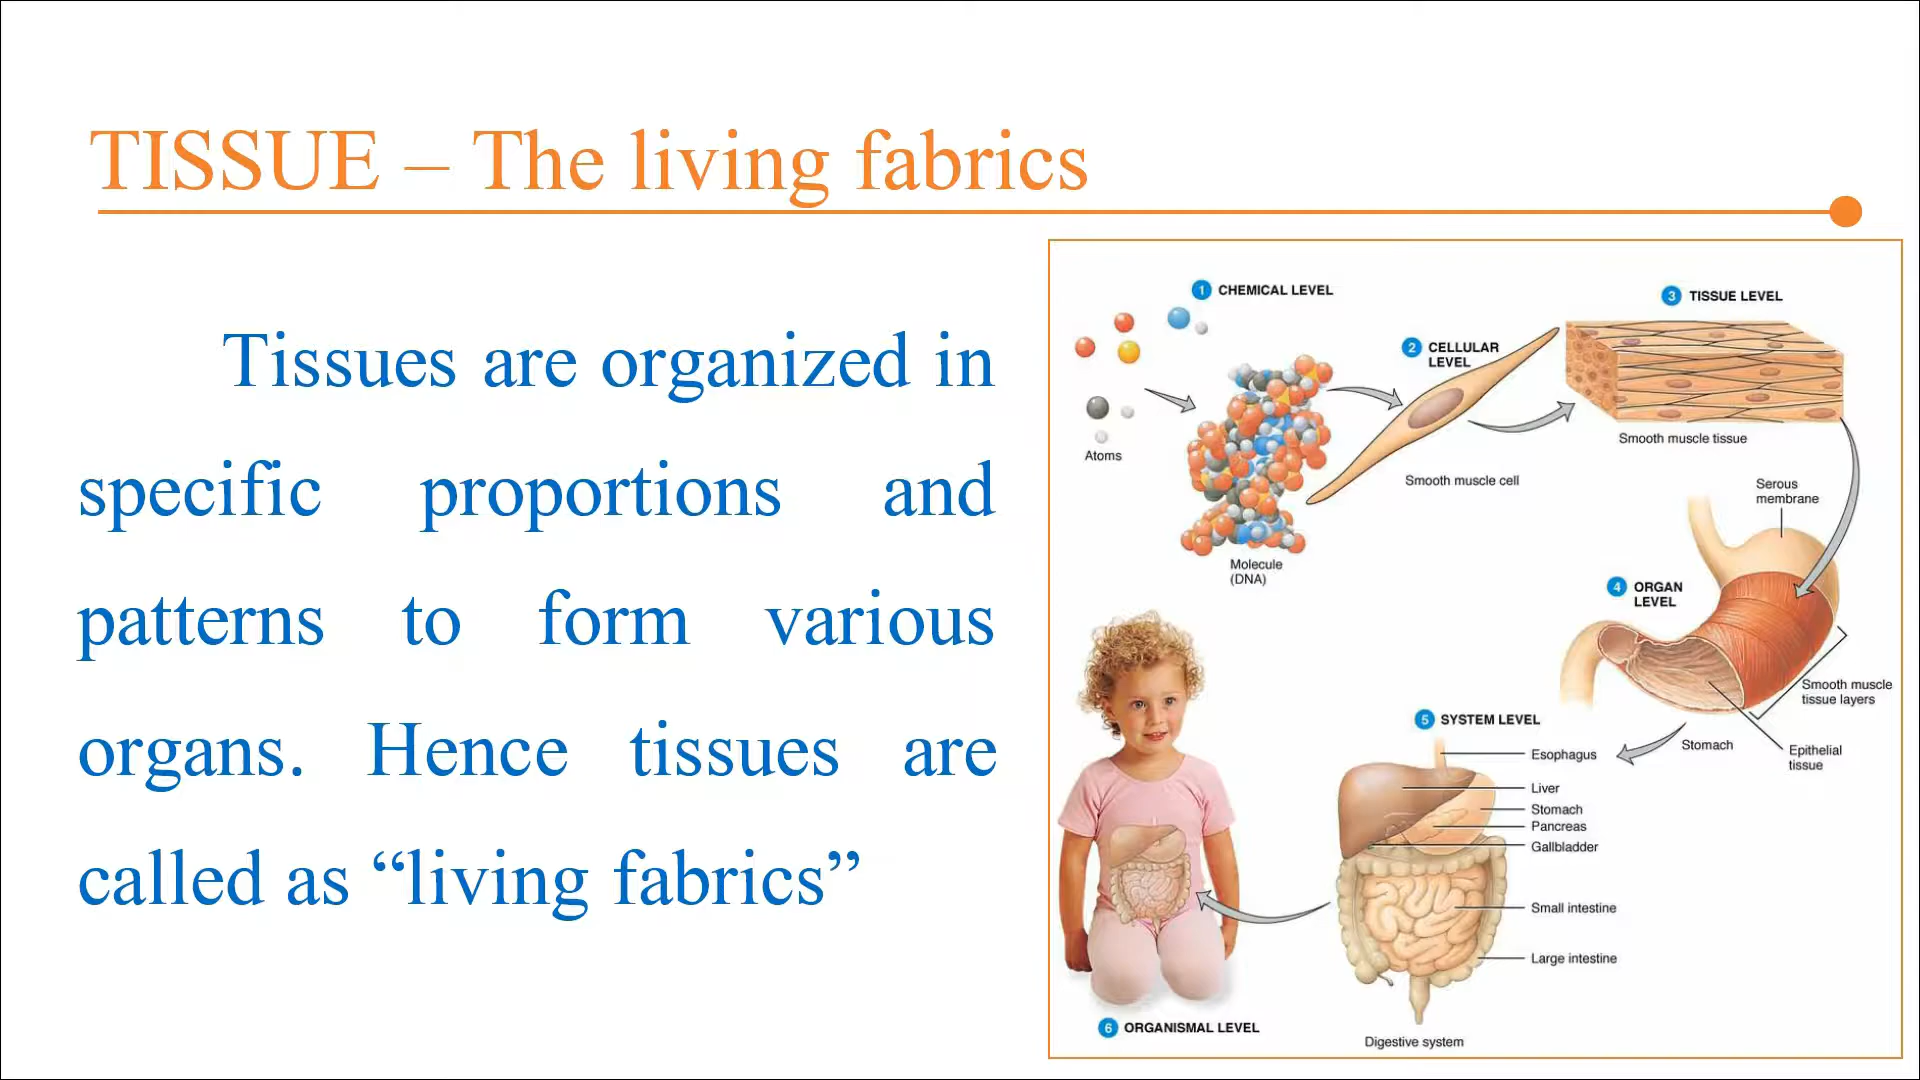 TISSUE – The living fabrics
Tissues are organized in
specific proportions and
patterns to form various
organs. Hence tissues are
called as “living fabrics”
1 CHEMICAL LEVEL
Atoms
Molecule
(DNA)
2 CELLULAR
LEVEL
Smooth muscle cell
3 TISSUE LEVEL
Smooth muscle tissue
Serous
membrane
4 ORGAN
LEVEL
Smooth muscle
tissue layers
Stomach
Epithelial
tissue
5 SYSTEM LEVEL
Esophagus
Liver
Stomach
Pancreas
Gallbladder
Small intestine
Large intestine
Digestive system
6 ORGANISMAL LEVEL